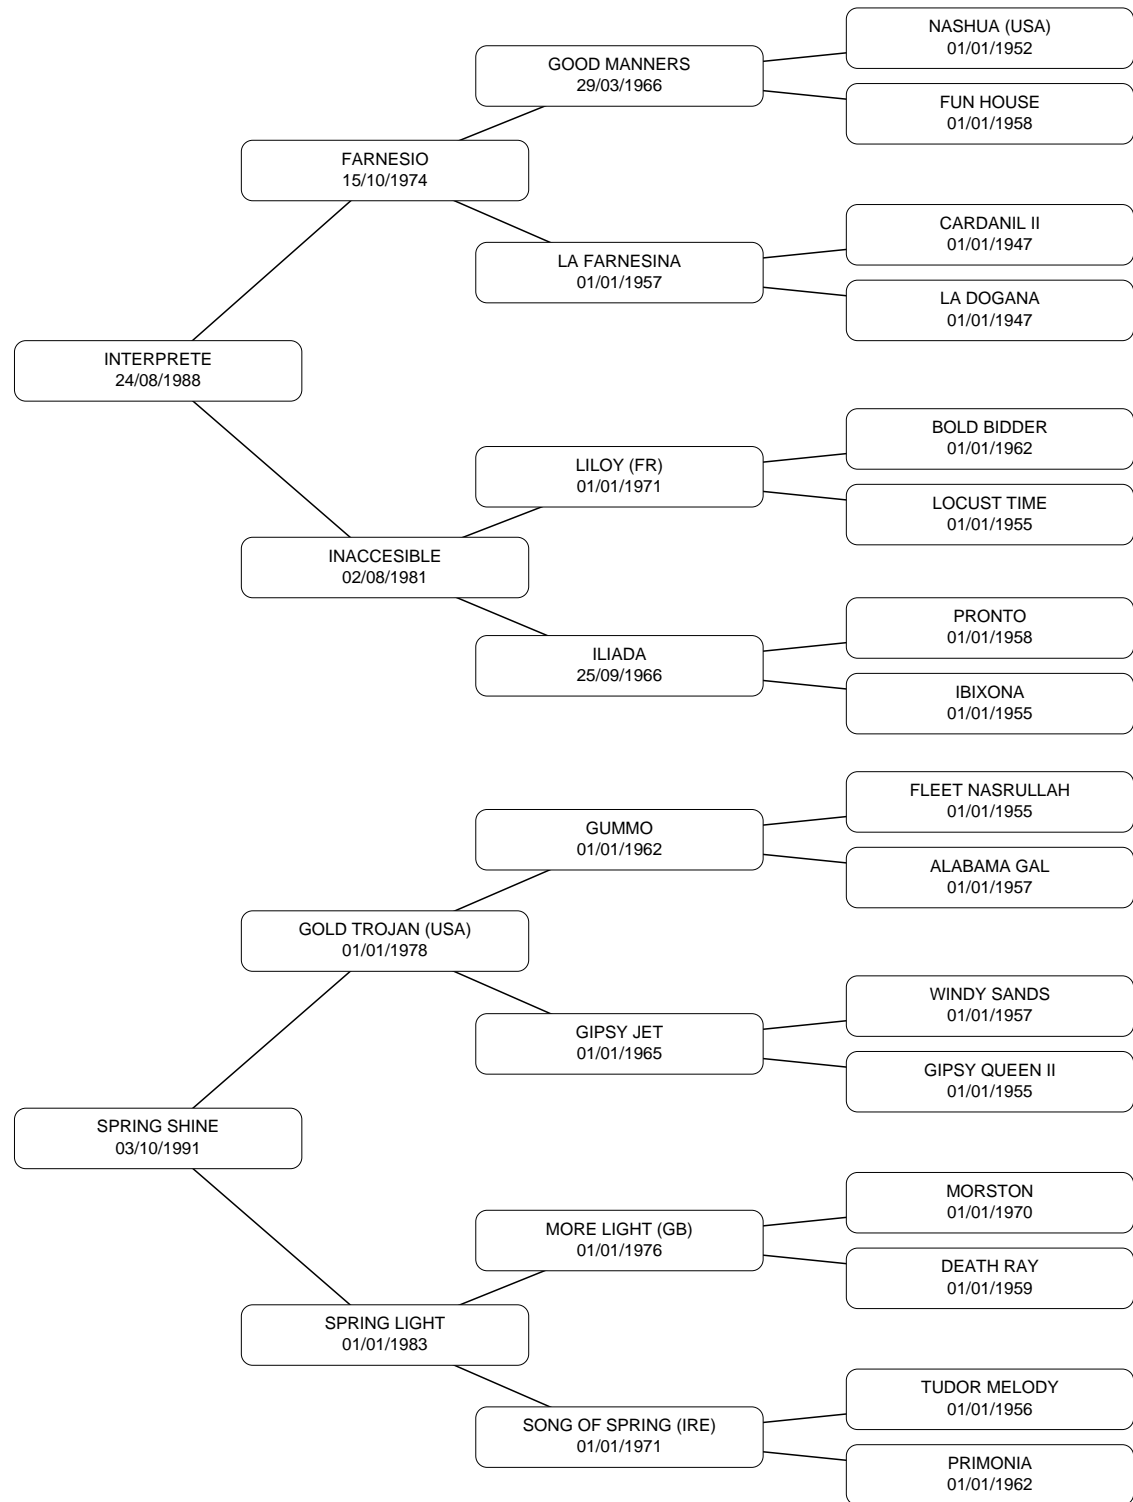 NASHUA (USA)
01/01/1952
GOOD MANNERS
29/03/1966
FUN HOUSE
01/01/1958
FARNESIO
15/10/1974
CARDANIL II
01/01/1947
LA FARNESINA
01/01/1957
LA DOGANA
01/01/1947
INTERPRETE
24/08/1988
BOLD BIDDER
01/01/1962
LILOY (FR)
01/01/1971
LOCUST TIME
01/01/1955
INACCESIBLE
02/08/1981
PRONTO
01/01/1958
ILIADA
25/09/1966
IBIXONA
01/01/1955
FLEET NASRULLAH
01/01/1955
GUMMO
01/01/1962
ALABAMA GAL
01/01/1957
GOLD TROJAN (USA)
01/01/1978
WINDY SANDS
01/01/1957
GIPSY JET
01/01/1965
GIPSY QUEEN II
01/01/1955
SPRING SHINE
03/10/1991
MORSTON
01/01/1970
MORE LIGHT (GB)
01/01/1976
DEATH RAY
01/01/1959
SPRING LIGHT
01/01/1983
TUDOR MELODY
01/01/1956
SONG OF SPRING (IRE)
01/01/1971
PRIMONIA
01/01/1962